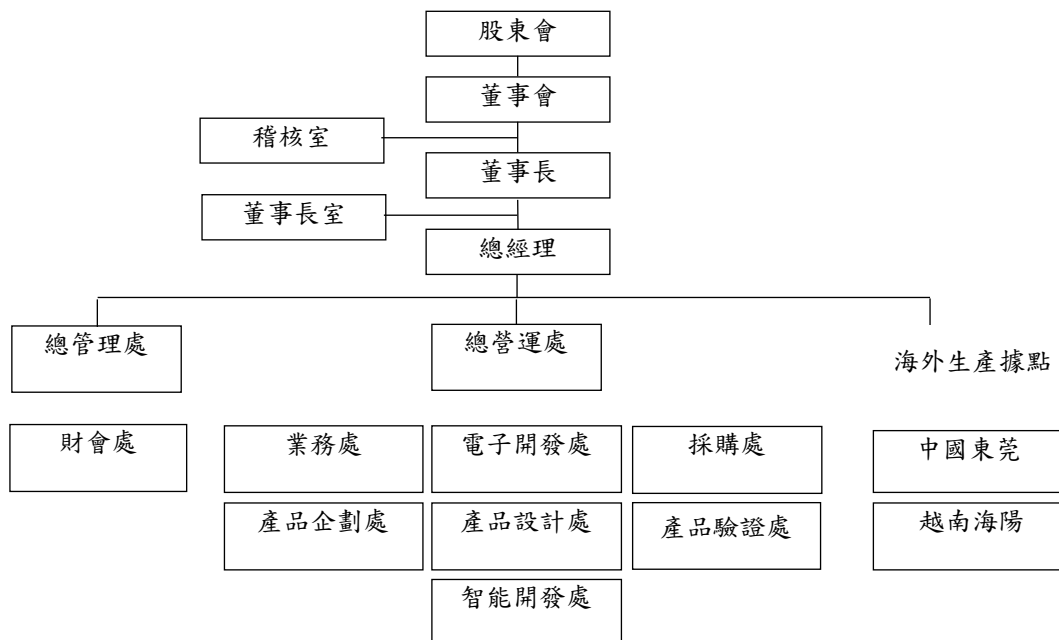 股東會
董事會
稽核室
董事長
董事長室
總經理
總管理處
總營運處
海外生產據點
財會處
業務處
電子開發處
採購處
中國東莞
產品企劃處
產品設計處
產品驗證處
越南海陽
智能開發處